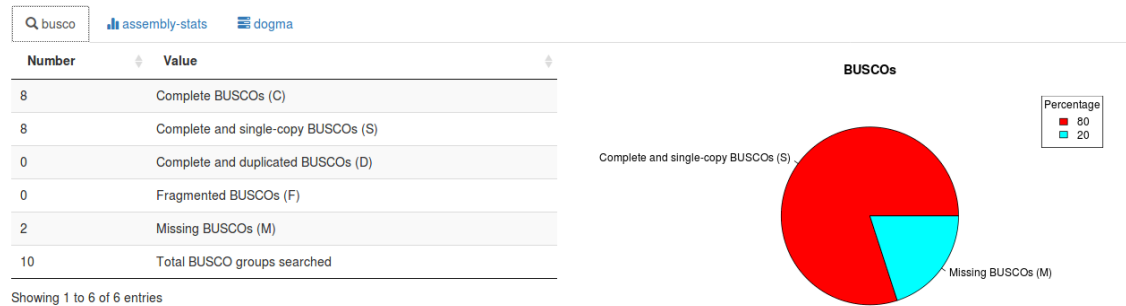 busco assembly-stats dogma
Number Value
8 Complete BUSCOs (C)
8 Complete and single-copy BUSCOs (S)
0 Complete and duplicated BUSCOs (D)
0 Fragmented BUSCOs (F)
2 Missing BUSCOs (M)
10 Total BUSCO groups searched
Showing 1 to 6 of 6 entries
BUSCOs
Percentage
80
20
Complete and single-copy BUSCOs (S)
Missing BUSCOs (M)